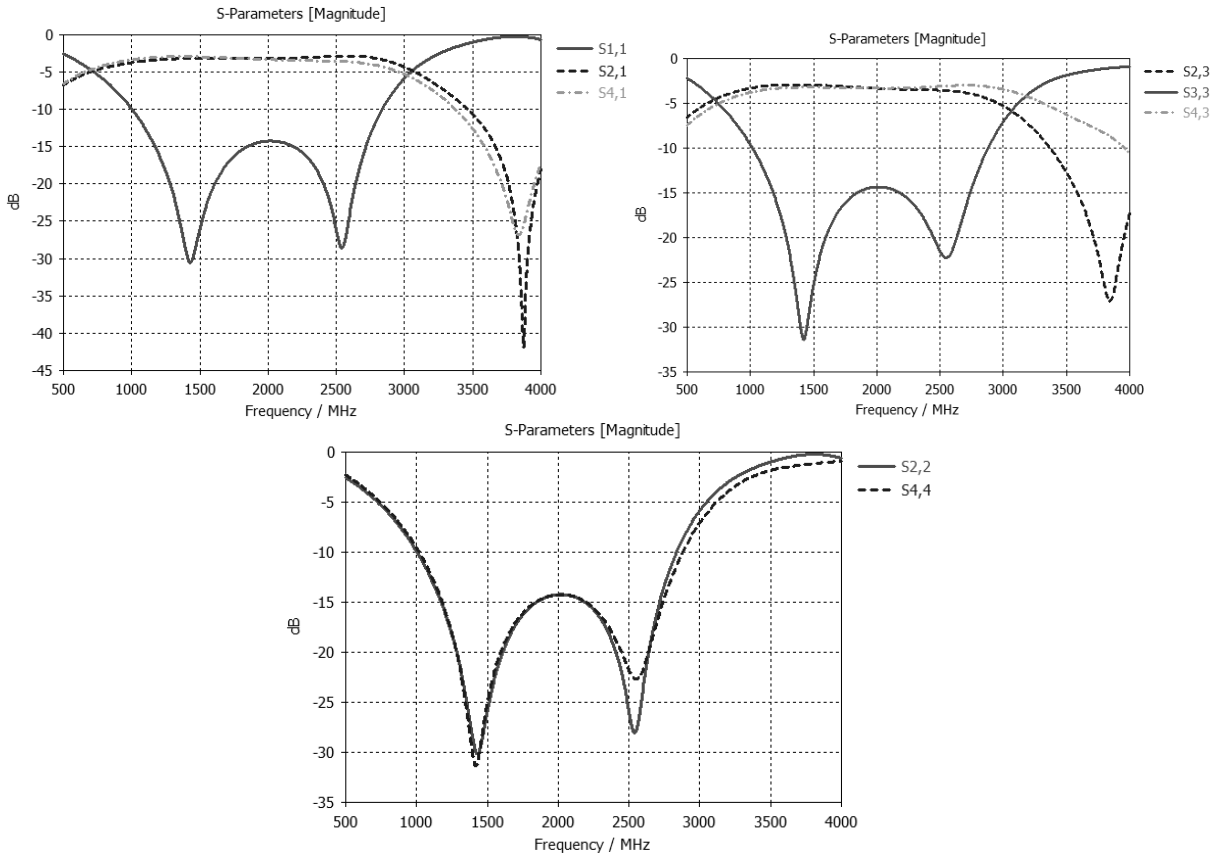 S-Parameters [Magnitude]
0
-5
-10
-15
-20
-25
-30
-35
-40
-45
dB
500 1000 1500 2000 2500 3000 3500 4000
Frequency / MHz
S1,1
S2,1
S4,1
S-Parameters [Magnitude]
0
-5
-10
-15
-20
-25
-30
-35
dB
500 1000 1500 2000 2500 3000 3500 4000
Frequency / MHz
S2,3
S3,3
S4,3
S-Parameters [Magnitude]
0
-5
-10
-15
-20
-25
-30
-35
dB
500 1000 1500 2000 2500 3000 3500 4000
Frequency / MHz
S2,2
S4,4